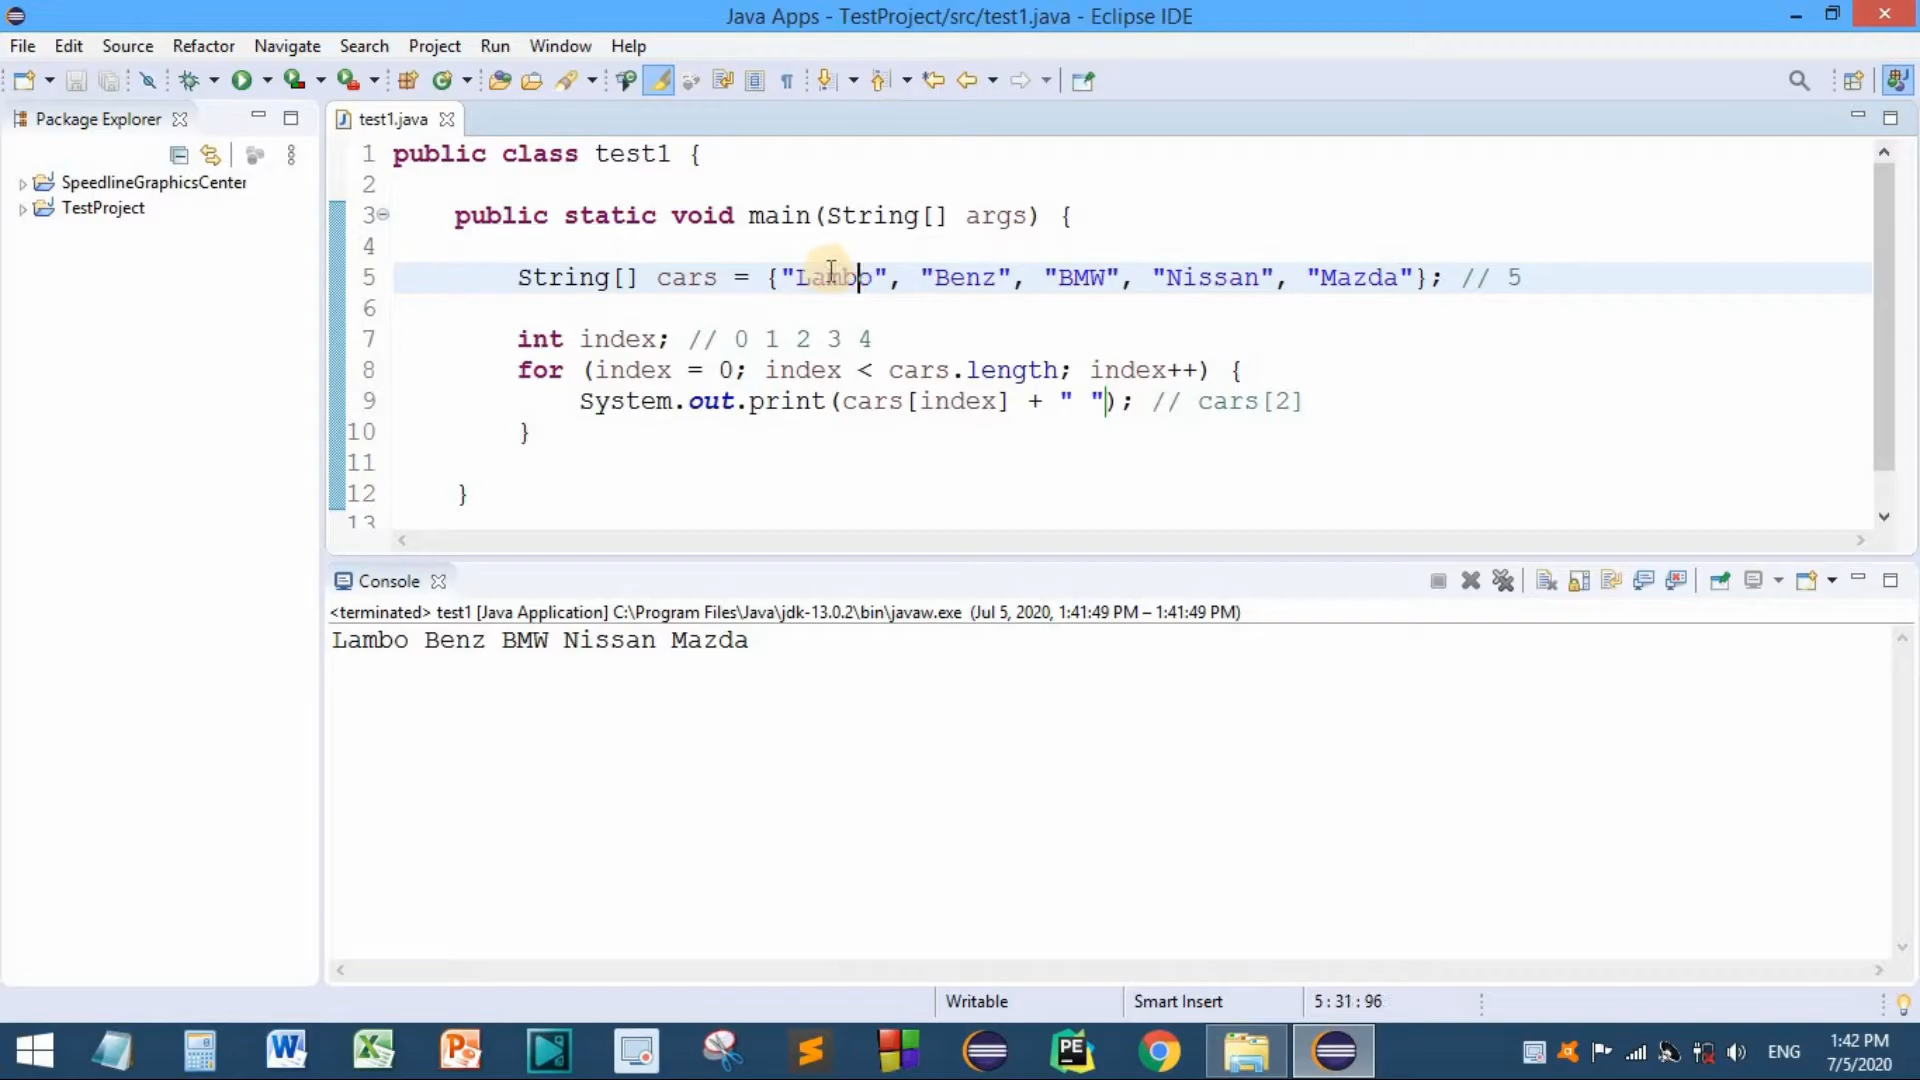 Java Apps - TestProject/src/test1.java - Eclipse IDE
File Edit Source Refactor Navigate Search Project Run Window Help
Package Explorer
SpeedlineGraphicsCenter
TestProject
test1.java
1 public class test1 {
2
3 public static void main(String[] args) {
4
5 String[] cars = {"Lambo", "Benz", "BMW", "Nissan", "Mazda"}; // 5
6
7 int index; // 0 1 2 3 4
8 for (index = 0; index < cars.length; index++) {
9 System.out.print(cars[index] + " "); // cars[2]
10 }
11
12 }
13
Console
<terminated> test1 [Java Application] C:\Program Files\Java\jdk-13.0.2\bin\javaw.exe (Jul 5, 2020, 1:41:49 PM – 1:41:49 PM)
Lambo Benz BMW Nissan Mazda
Writable Smart Insert 5 : 31 : 96
PE
ENG
1:42 PM
7/5/2020